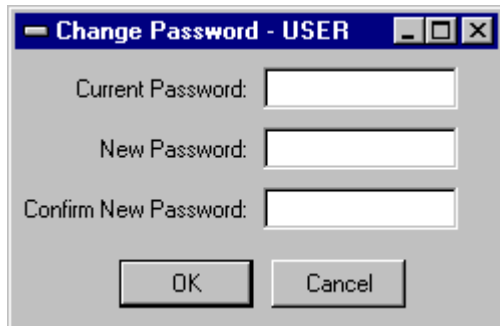 Change Password - USER
Current Password:
New Password:
Confirm New Password:
OK Cancel